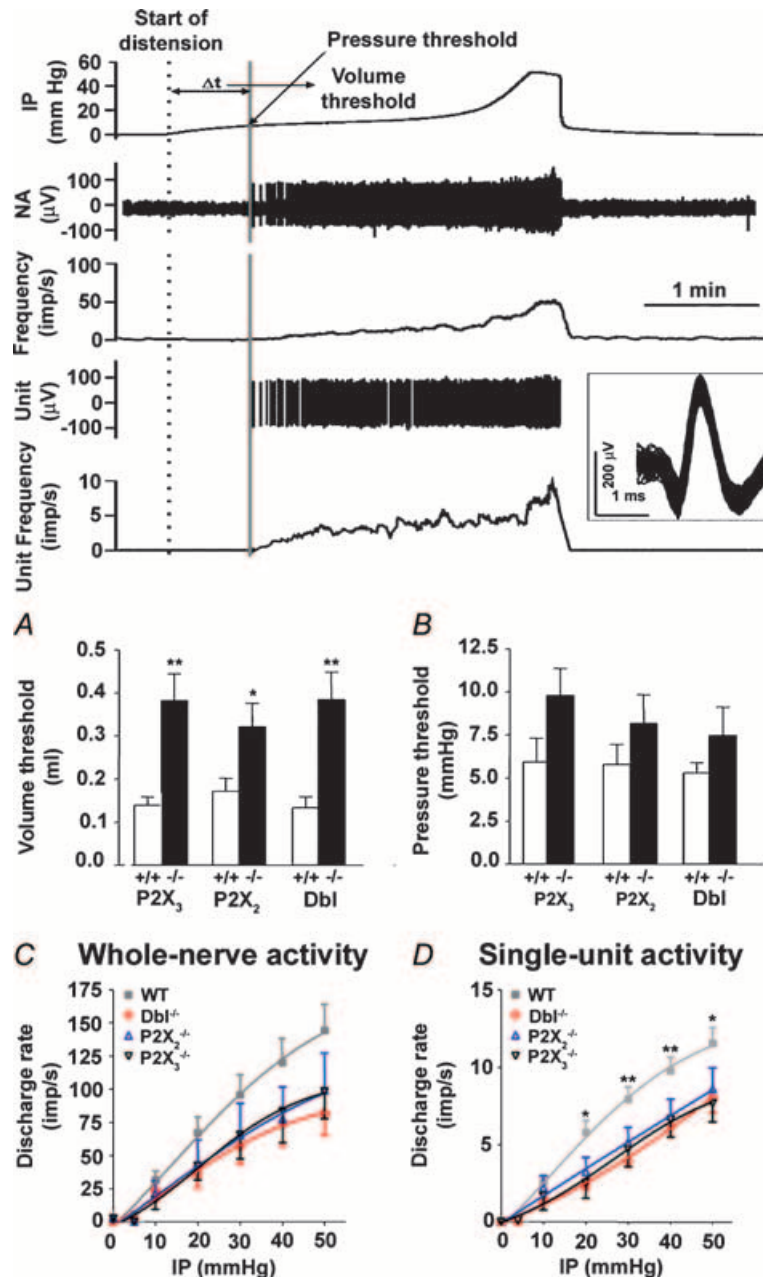 Start of distension
Pressure threshold
Δt
Volume threshold
IP (mm Hg)
60
40
20
0
NA (µV)
100
0
-100
Frequency (imp/s)
100
50
0
1 min
Unit (µV)
100
0
-100
200 µV
1 ms
Unit Frequency (imp/s)
10
5
0
A
Volume threshold (ml)
0.5
0.4
0.3
0.2
0.1
0.0
**
*
**
+/+ -/- +/+ -/- +/+ -/-
P2X3 P2X2 Dbl
B
Pressure threshold (mmHg)
12.5
10.0
7.5
5.0
2.5
0.0
+/+ -/- +/+ -/- +/+ -/-
P2X3 P2X2 Dbl
C Whole-nerve activity
Discharge rate (imp/s)
175
150
125
100
75
50
25
0
WT
Dbl-/-
P2X2-/-
P2X3-/-
10 20 30 40 50
IP (mmHg)
D Single-unit activity
Discharge rate (imp/s)
15
10
5
0
WT
Dbl-/-
P2X2-/-
P2X3-/-
*
**
**
*
0 10 20 30 40 50
IP (mmHg)